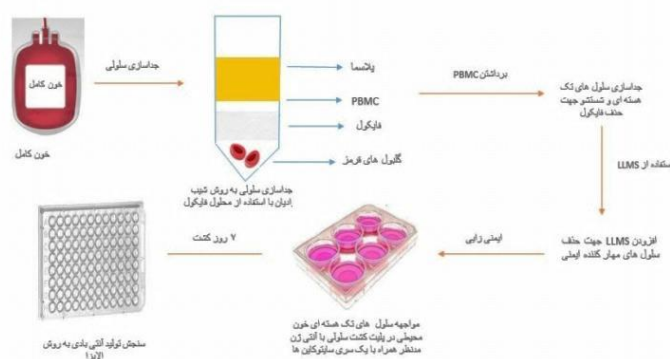 خون کامل
خون کامل
جداسازی سلولی
پلاسما
PBMC
فایکول
گلبول های قرمز
جداسازی سلولی به روش شیب
ادیان با استفاده از محلول فایکول
برداشتن PBMC
جداسازی سلول های تک
هسته ای و شستشو جهت
حذف فایکول
ستفاده از LLMS
افزودن LLMS جهت حذف
سلول های مهار کننده ایمنی
ایمنی زایی
مواجهه سلول های تک هسته ای خون
محیطی در پلیت کشت سلولی با آنتی ژن
مدنظر همراه با یک سری سایتوکاین ها
۷ روز کشت
سنجش تولید آنتی بادی به روش
الایزا